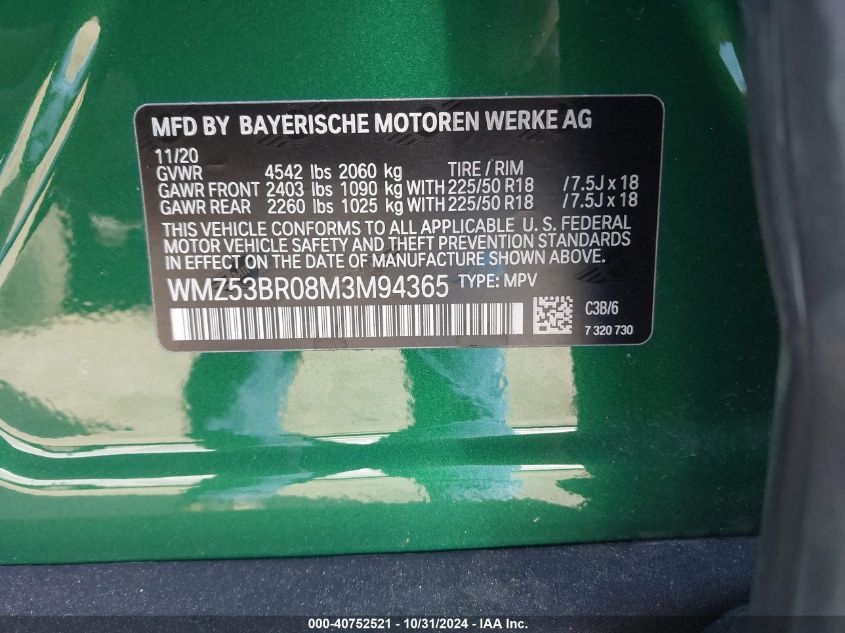 MFD BY BAYERISCHE MOTOREN WERKE AG
11/20
GVWR 4542 lbs 2060 kg TIRE / RIM
GAWR FRONT 2403 lbs 1090 kg WITH 225/50 R18 /7.5J x 18
GAWR REAR 2260 lbs 1025 kg WITH 225/50 R18 /7.5J x 18
THIS VEHICLE CONFORMS TO ALL APPLICABLE U. S. FEDERAL
MOTOR VEHICLE SAFETY AND THEFT PREVENTION STANDARDS
IN EFFECT ON THE DATE OF MANUFACTURE SHOWN ABOVE.
WMZ53BR08M3M94365 TYPE: MPV
C3B/6
7 320 730
000-40752521 - 10/31/2024 - IAA Inc.